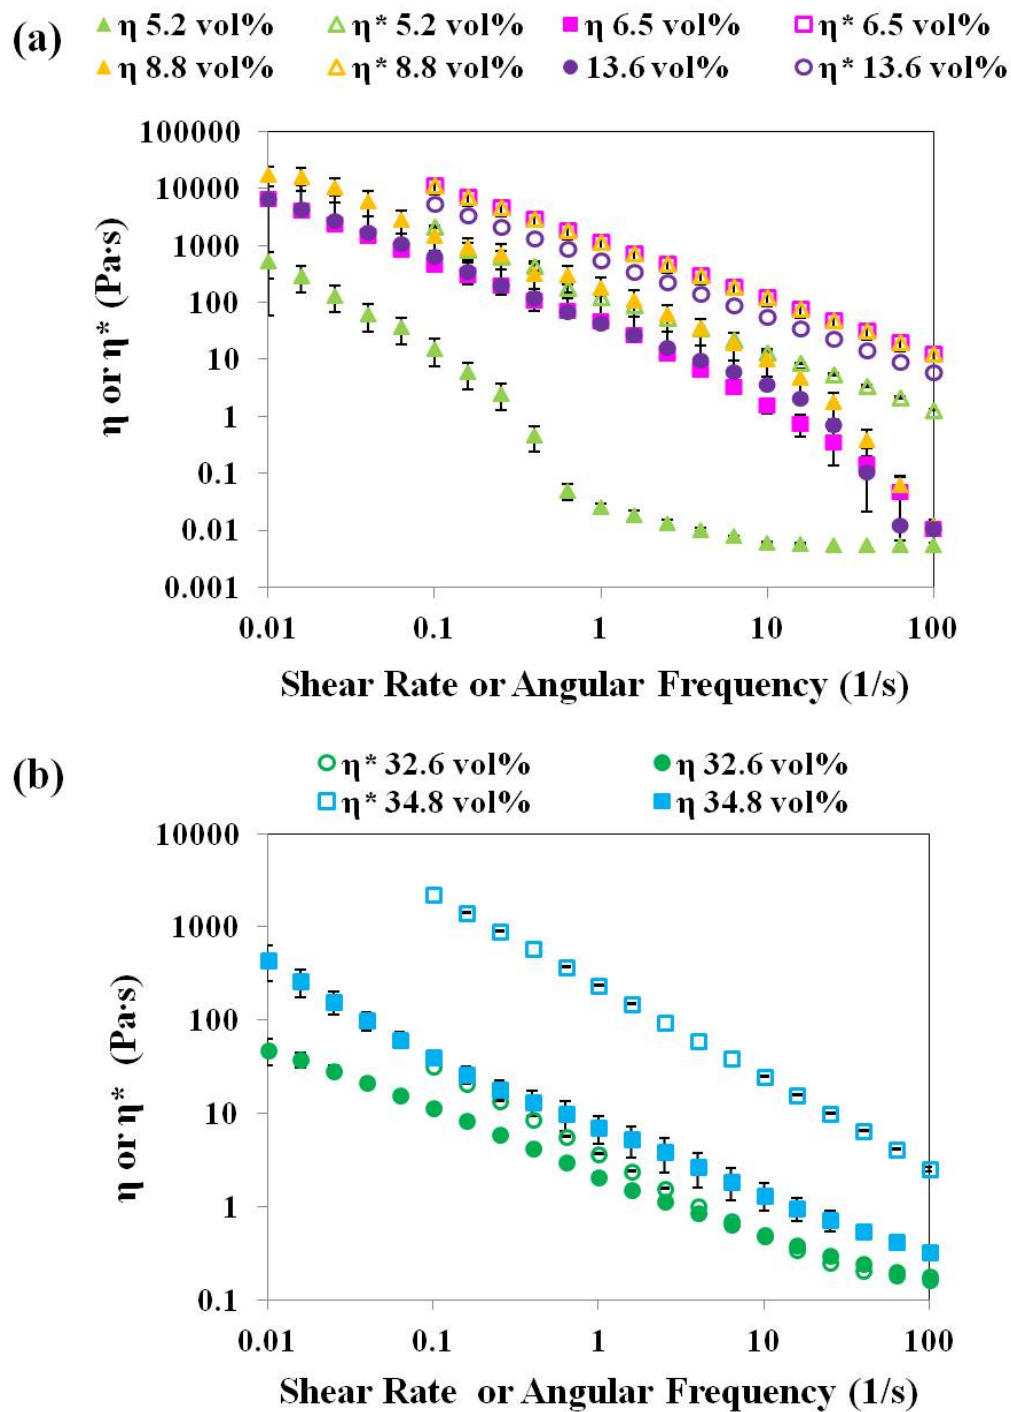 (a)
η 5.2 vol% η* 5.2 vol% η 6.5 vol% η* 6.5 vol%
η 8.8 vol% η* 8.8 vol% 13.6 vol% η* 13.6 vol%
100000
10000
1000
100
10
1
0.1
0.01
0.001
η or η* (Pa·s)
0.01 0.1 1 10 100
Shear Rate or Angular Frequency (1/s)
(b)
η* 32.6 vol% η 32.6 vol%
η* 34.8 vol% η 34.8 vol%
10000
1000
100
10
1
0.1
η or η* (Pa·s)
0.01 0.1 1 10 100
Shear Rate or Angular Frequency (1/s)